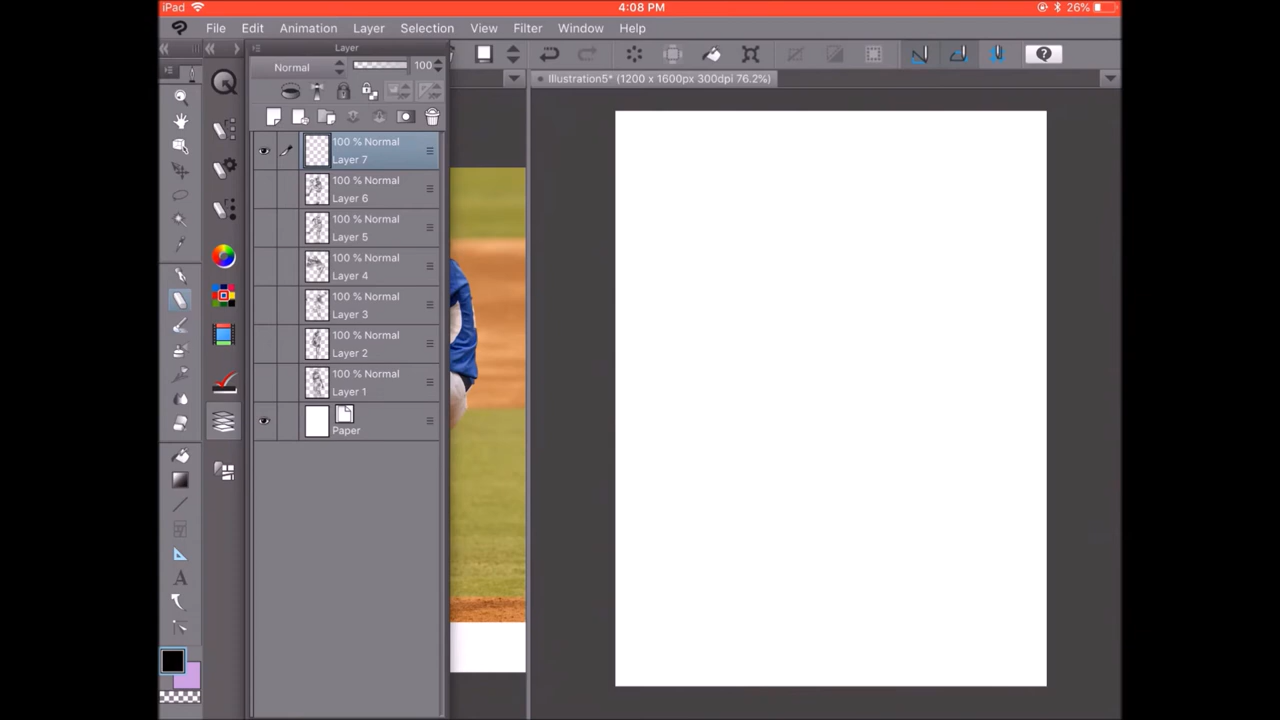 iPad 4:08 PM 26%
File Edit Animation Layer Selection View Filter Window Help
Layer
Normal 100
Illustration5* (1200 x 1600px 300dpi 76.2%)
100 % Normal
Layer 7
100 % Normal
Layer 6
100 % Normal
Layer 5
100 % Normal
Layer 4
100 % Normal
Layer 3
100 % Normal
Layer 2
100 % Normal
Layer 1
Paper